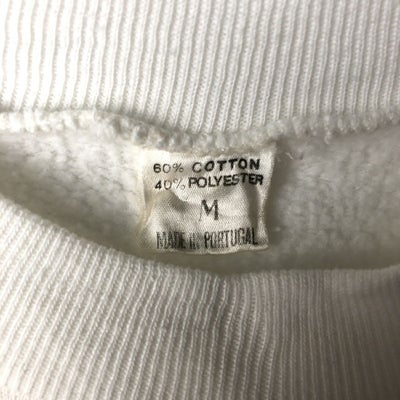 60% COTTON
40% POLYESTER
M
MADE IN PORTUGAL